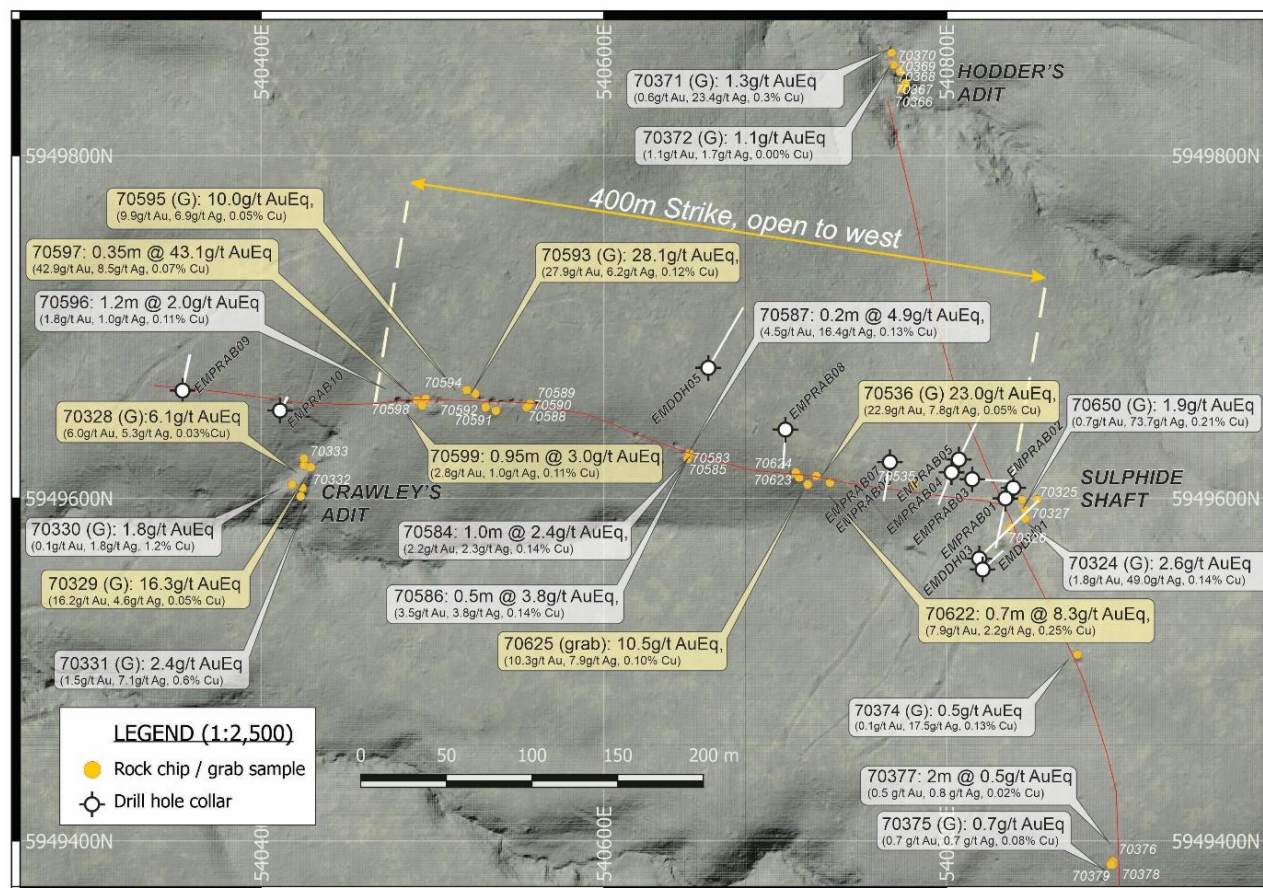 540400
540600
540800
5949800N
5949800N
70370
70369
70368
70367
70366
HODDER'S
ADIT
70371 (G): 1.3g/t AuEq
(0.6g/t Au, 23.4g/t Ag, 0.3% Cu)
70372 (G): 1.1g/t AuEq
(1.1g/t Au, 1.7g/t Ag, 0.00% Cu)
400m Strike, open to west
70595 (G): 10.0g/t AuEq,
(9.9g/t Au, 6.9g/t Ag, 0.05% Cu)
70597: 0.35m @ 43.1g/t AuEq
(42.9g/t Au, 8.5g/t Ag, 0.07% Cu)
70596: 1.2m @ 2.0g/t AuEq
(1.8g/t Au, 1.0g/t Ag, 0.11% Cu)
70593 (G): 28.1g/t AuEq,
(27.9g/t Au, 6.2g/t Ag, 0.12% Cu)
70587: 0.2m @ 4.9g/t AuEq,
(4.5g/t Au, 16.4g/t Ag, 0.13% Cu)
EMPRAB09
EMPRAB10
70594
70598
70592
70591
70589
70590
70588
EMDDH05
EMPRAB08
70328 (G):6.1g/t AuEq
(6.0g/t Au, 5.3g/t Ag, 0.03%Cu)
70536 (G) 23.0g/t AuEq
(22.9g/t Au, 7.8g/t Ag, 0.05% Cu)
70650 (G): 1.9g/t AuEq
(0.7g/t Au, 73.7g/t Ag, 0.21% Cu)
70333
70332
CRAWLEY'S
ADIT
70599: 0.95m @ 3.0g/t AuEq
(2.8g/t Au, 1.0g/t Ag, 0.11% Cu)
70583
70585
70624
70623
EMPRAB07
70535
EMPRAB05
EMPRAB04
EMPRAB03
EMPRAB02
EMPRAB01
EMDDH03
EMDDH01
SULPHIDE
SHAFT
70325
70327
70326
5949600N
5949600N
70330 (G): 1.8g/t AuEq
(0.1g/t Au, 1.8g/t Ag, 1.2% Cu)
70584: 1.0m @ 2.4g/t AuEq,
(2.2g/t Au, 2.3g/t Ag, 0.14% Cu)
70324 (G): 2.6g/t AuEq
(1.8g/t Au, 49.0g/t Ag, 0.14% Cu)
70329 (G): 16.3g/t AuEq
(16.2g/t Au, 4.6g/t Ag, 0.05% Cu)
70586: 0.5m @ 3.8g/t AuEq,
(3.5g/t Au, 3.8g/t Ag, 0.14% Cu)
70622: 0.7m @ 8.3g/t AuEq,
(7.9g/t Au, 2.2g/t Ag, 0.25% Cu)
70625 (grab): 10.5g/t AuEq,
(10.3g/t Au, 7.9g/t Ag, 0.10% Cu)
70331 (G): 2.4g/t AuEq
(1.5g/t Au, 7.1g/t Ag, 0.6% Cu)
70374 (G): 0.5g/t AuEq
(0.1g/t Au, 17.5g/t Ag, 0.13% Cu)
LEGEND (1:2,500)
Rock chip / grab sample
Drill hole collar
0 50 100 150 200 m
70377: 2m @ 0.5g/t AuEq
(0.5 g/t Au, 0.8 g/t Ag, 0.02% Cu)
70375 (G): 0.7g/t AuEq
(0.7 g/t Au, 0.7 g/t Ag, 0.08% Cu)
70376
70379
70378
5949400N
5949400N
540400
540600
540800